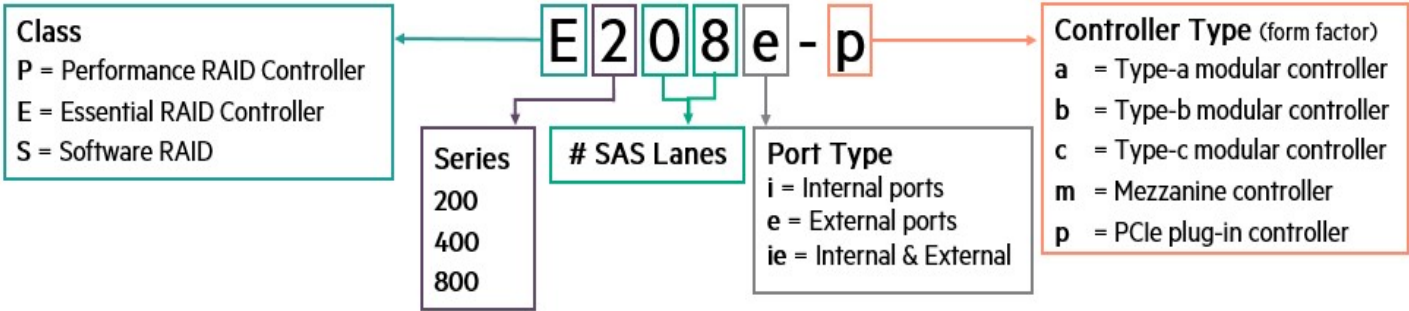 E208e-p
Class
P = Performance RAID Controller
E = Essential RAID Controller
S = Software RAID
Series
200
400
800
# SAS Lanes
Port Type
i = Internal ports
e = External ports
ie = Internal & External
Controller Type (form factor)
a = Type-a modular controller
b = Type-b modular controller
c = Type-c modular controller
m = Mezzanine controller
p = PCIe plug-in controller